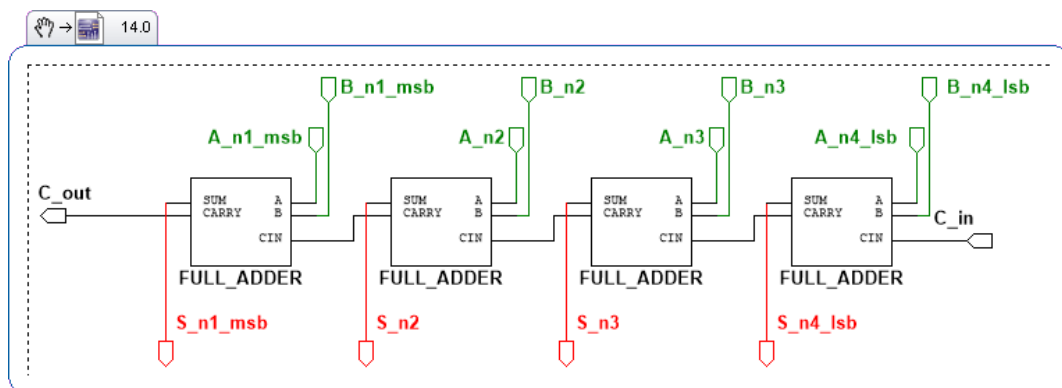 14.0
B_n1_msb B_n2 B_n3 B_n4_lsb
A_n1_msb A_n2 A_n3 A_n4_lsb
C_out SUM A SUM A SUM A SUM A
CARRY B CARRY B CARRY B CARRY B C_in
CIN CIN CIN CIN
FULL_ADDER FULL_ADDER FULL_ADDER FULL_ADDER
S_n1_msb S_n2 S_n3 S_n4_lsb